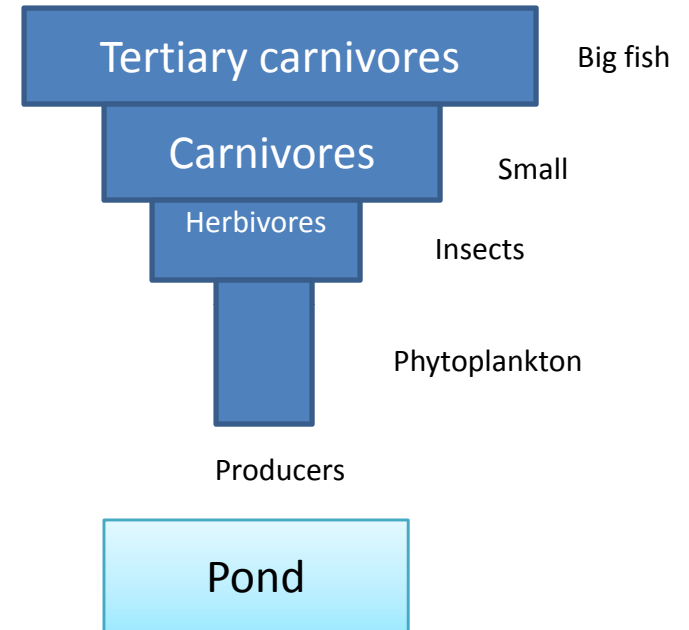 Tertiary carnivores
Big fish
Carnivores
Small
Herbivores
Insects
Phytoplankton
Producers
Pond